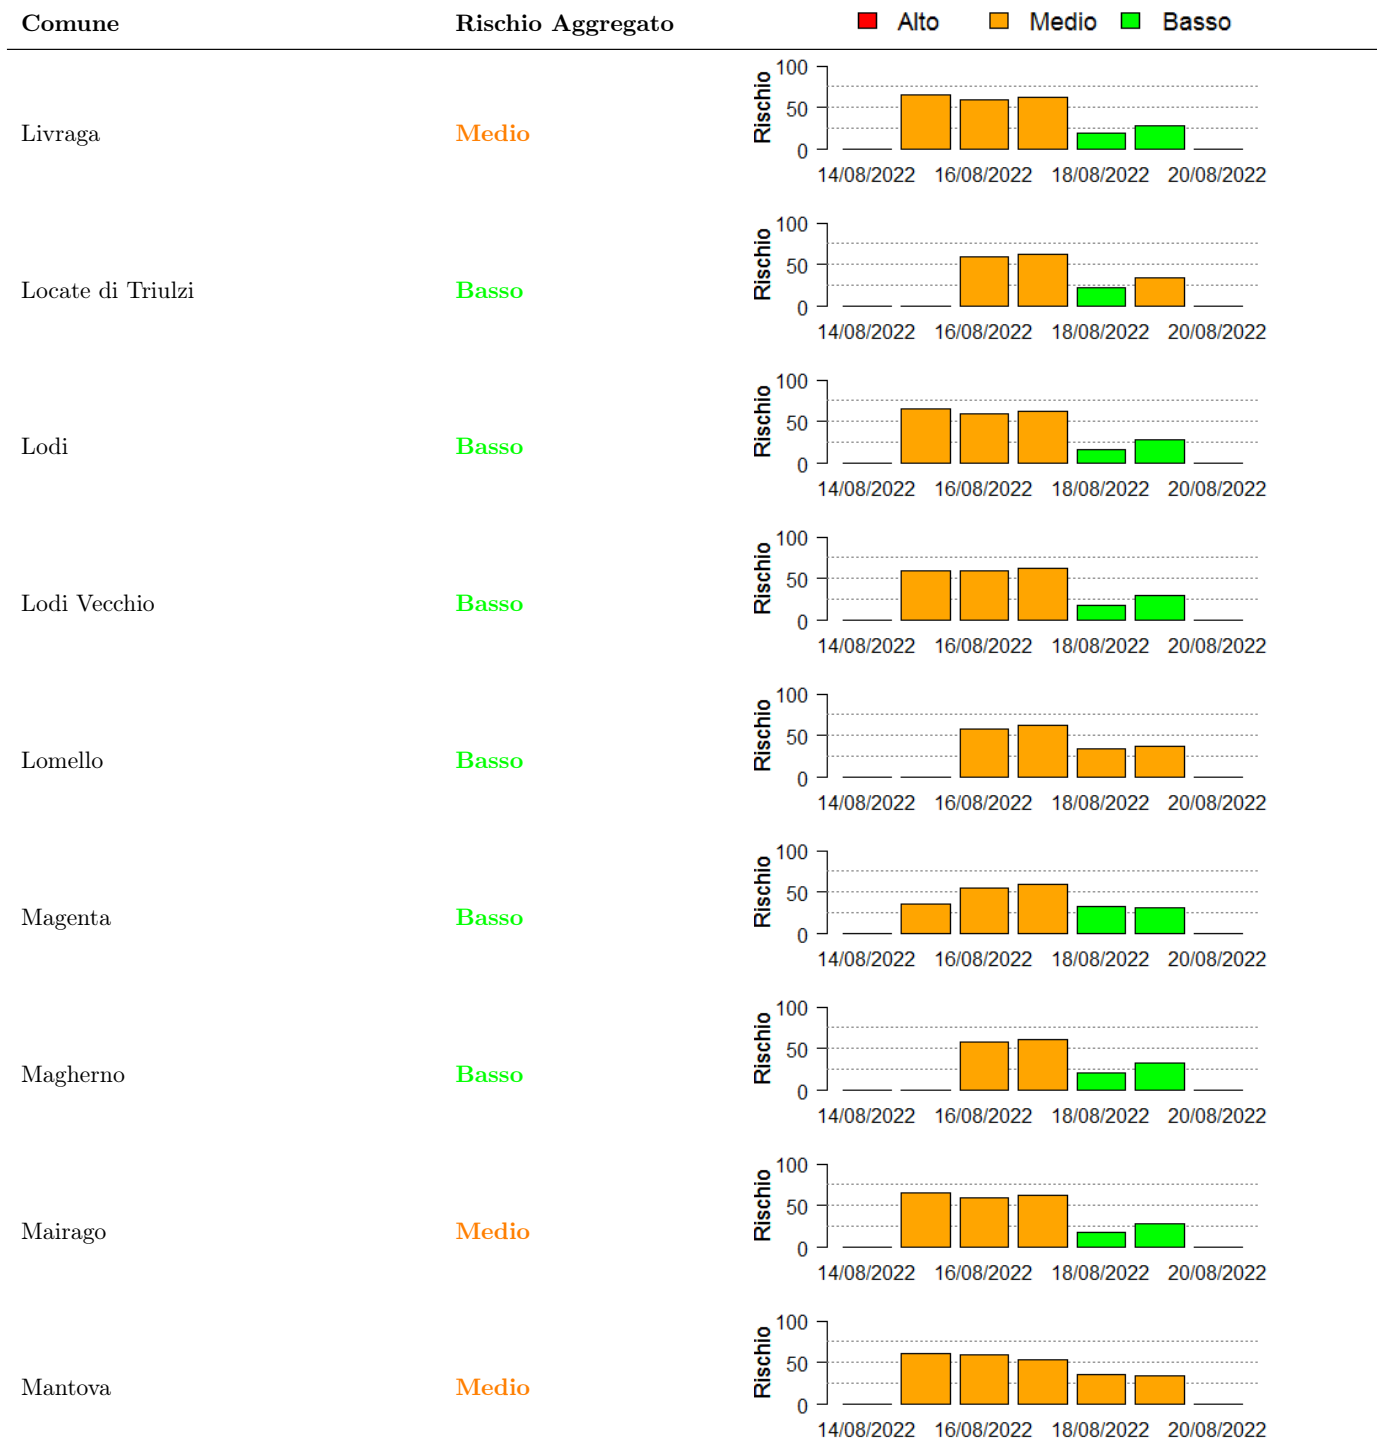 Comune Rischio Aggregato Alto Medio Basso
Livraga Medio
Rischio
100
50
0
14/08/2022 16/08/2022 18/08/2022 20/08/2022
Locate di Triulzi Basso
Rischio
100
50
0
14/08/2022 16/08/2022 18/08/2022 20/08/2022
Lodi Basso
Rischio
100
50
0
14/08/2022 16/08/2022 18/08/2022 20/08/2022
Lodi Vecchio Basso
Rischio
100
50
0
14/08/2022 16/08/2022 18/08/2022 20/08/2022
Lomello Basso
Rischio
100
50
0
14/08/2022 16/08/2022 18/08/2022 20/08/2022
Magenta Basso
Rischio
100
50
0
14/08/2022 16/08/2022 18/08/2022 20/08/2022
Magherno Basso
Rischio
100
50
0
14/08/2022 16/08/2022 18/08/2022 20/08/2022
Mairago Medio
Rischio
100
50
0
14/08/2022 16/08/2022 18/08/2022 20/08/2022
Mantova Medio
Rischio
100
50
0
14/08/2022 16/08/2022 18/08/2022 20/08/2022